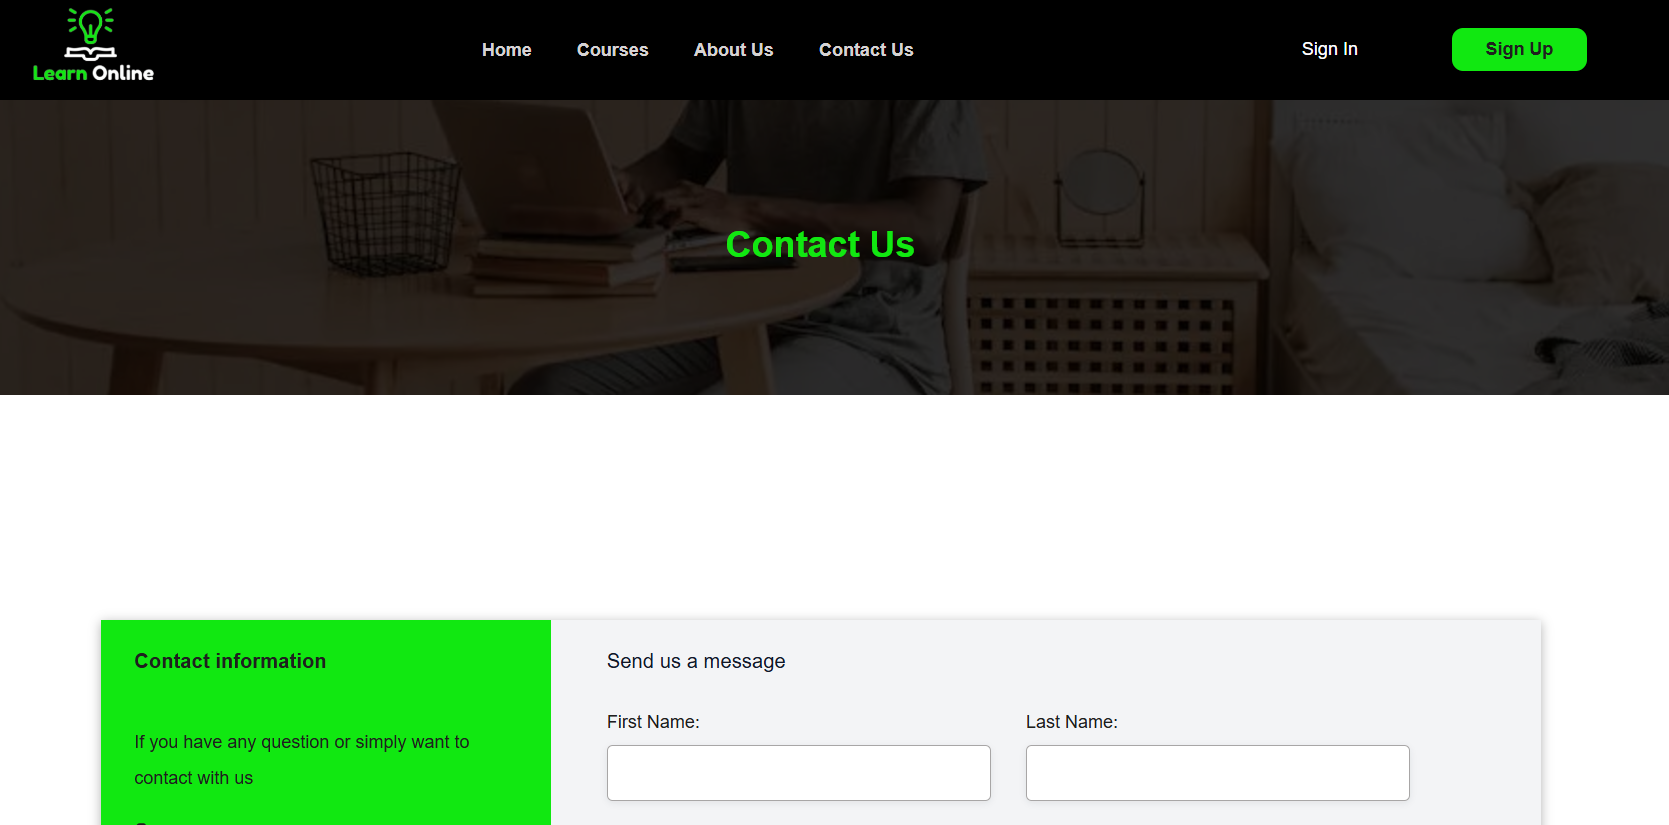 Learn Online
Home
Courses
About Us
Contact Us
Sign In
Sign Up
Contact Us
Contact information
If you have any question or simply want to
contact with us
Send us a message
First Name:
Last Name: